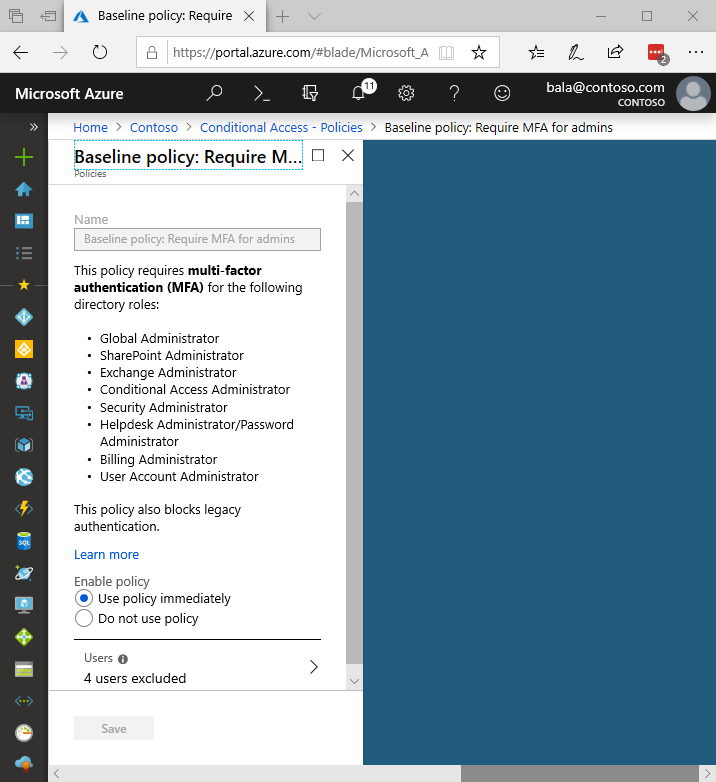 Baseline policy: Require
https://portal.azure.com/#blade/Microsoft_A
2
Microsoft Azure
11
bala@contoso.com
CONTOSO
Home > Contoso > Conditional Access - Policies > Baseline policy: Require MFA for admins
Baseline policy: Require M...
Policies
Name
Baseline policy: Require MFA for admins
This policy requires multi-factor
authentication (MFA) for the following
directory roles:
• Global Administrator
• SharePoint Administrator
• Exchange Administrator
• Conditional Access Administrator
• Security Administrator
• Helpdesk Administrator/Password
Administrator
• Billing Administrator
• User Account Administrator
This policy also blocks legacy
authentication.
Learn more
Enable policy
Use policy immediately
Do not use policy
Users
4 users excluded
Save
SQL